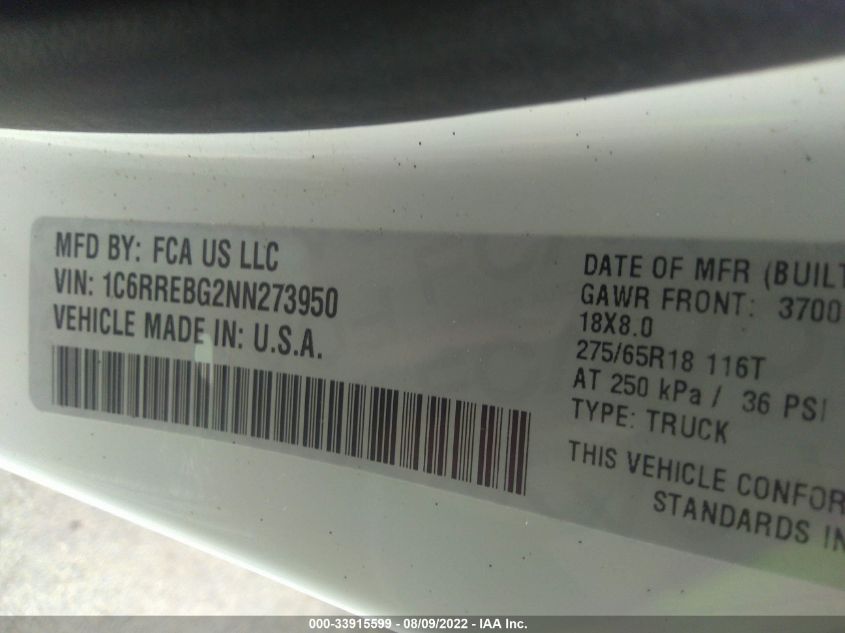 MFD BY: FCA US LLC
VIN: 1C6RREBG2NN273950
VEHICLE MADE IN: U.S.A.
DATE OF MFR (BUILT
GAWR FRONT: 3700
18X8.0
275/65R18 116T
AT 250 kPa / 36 PSI
TYPE: TRUCK
THIS VEHICLE CONFOR
STANDARDS IN
000-33915599 - 08/09/2022 - IAA Inc.